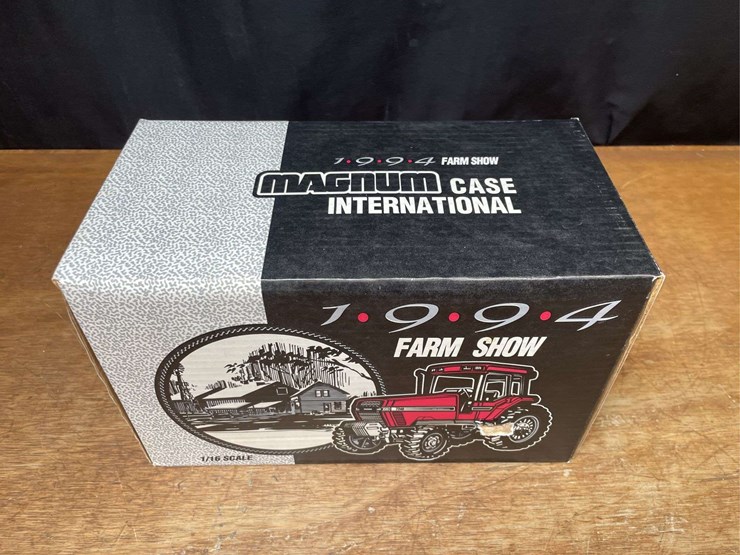 1·9·9·4 FARM SHOW
MAGNUM CASE
INTERNATIONAL
1·9·9·4
FARM SHOW
1/16 SCALE